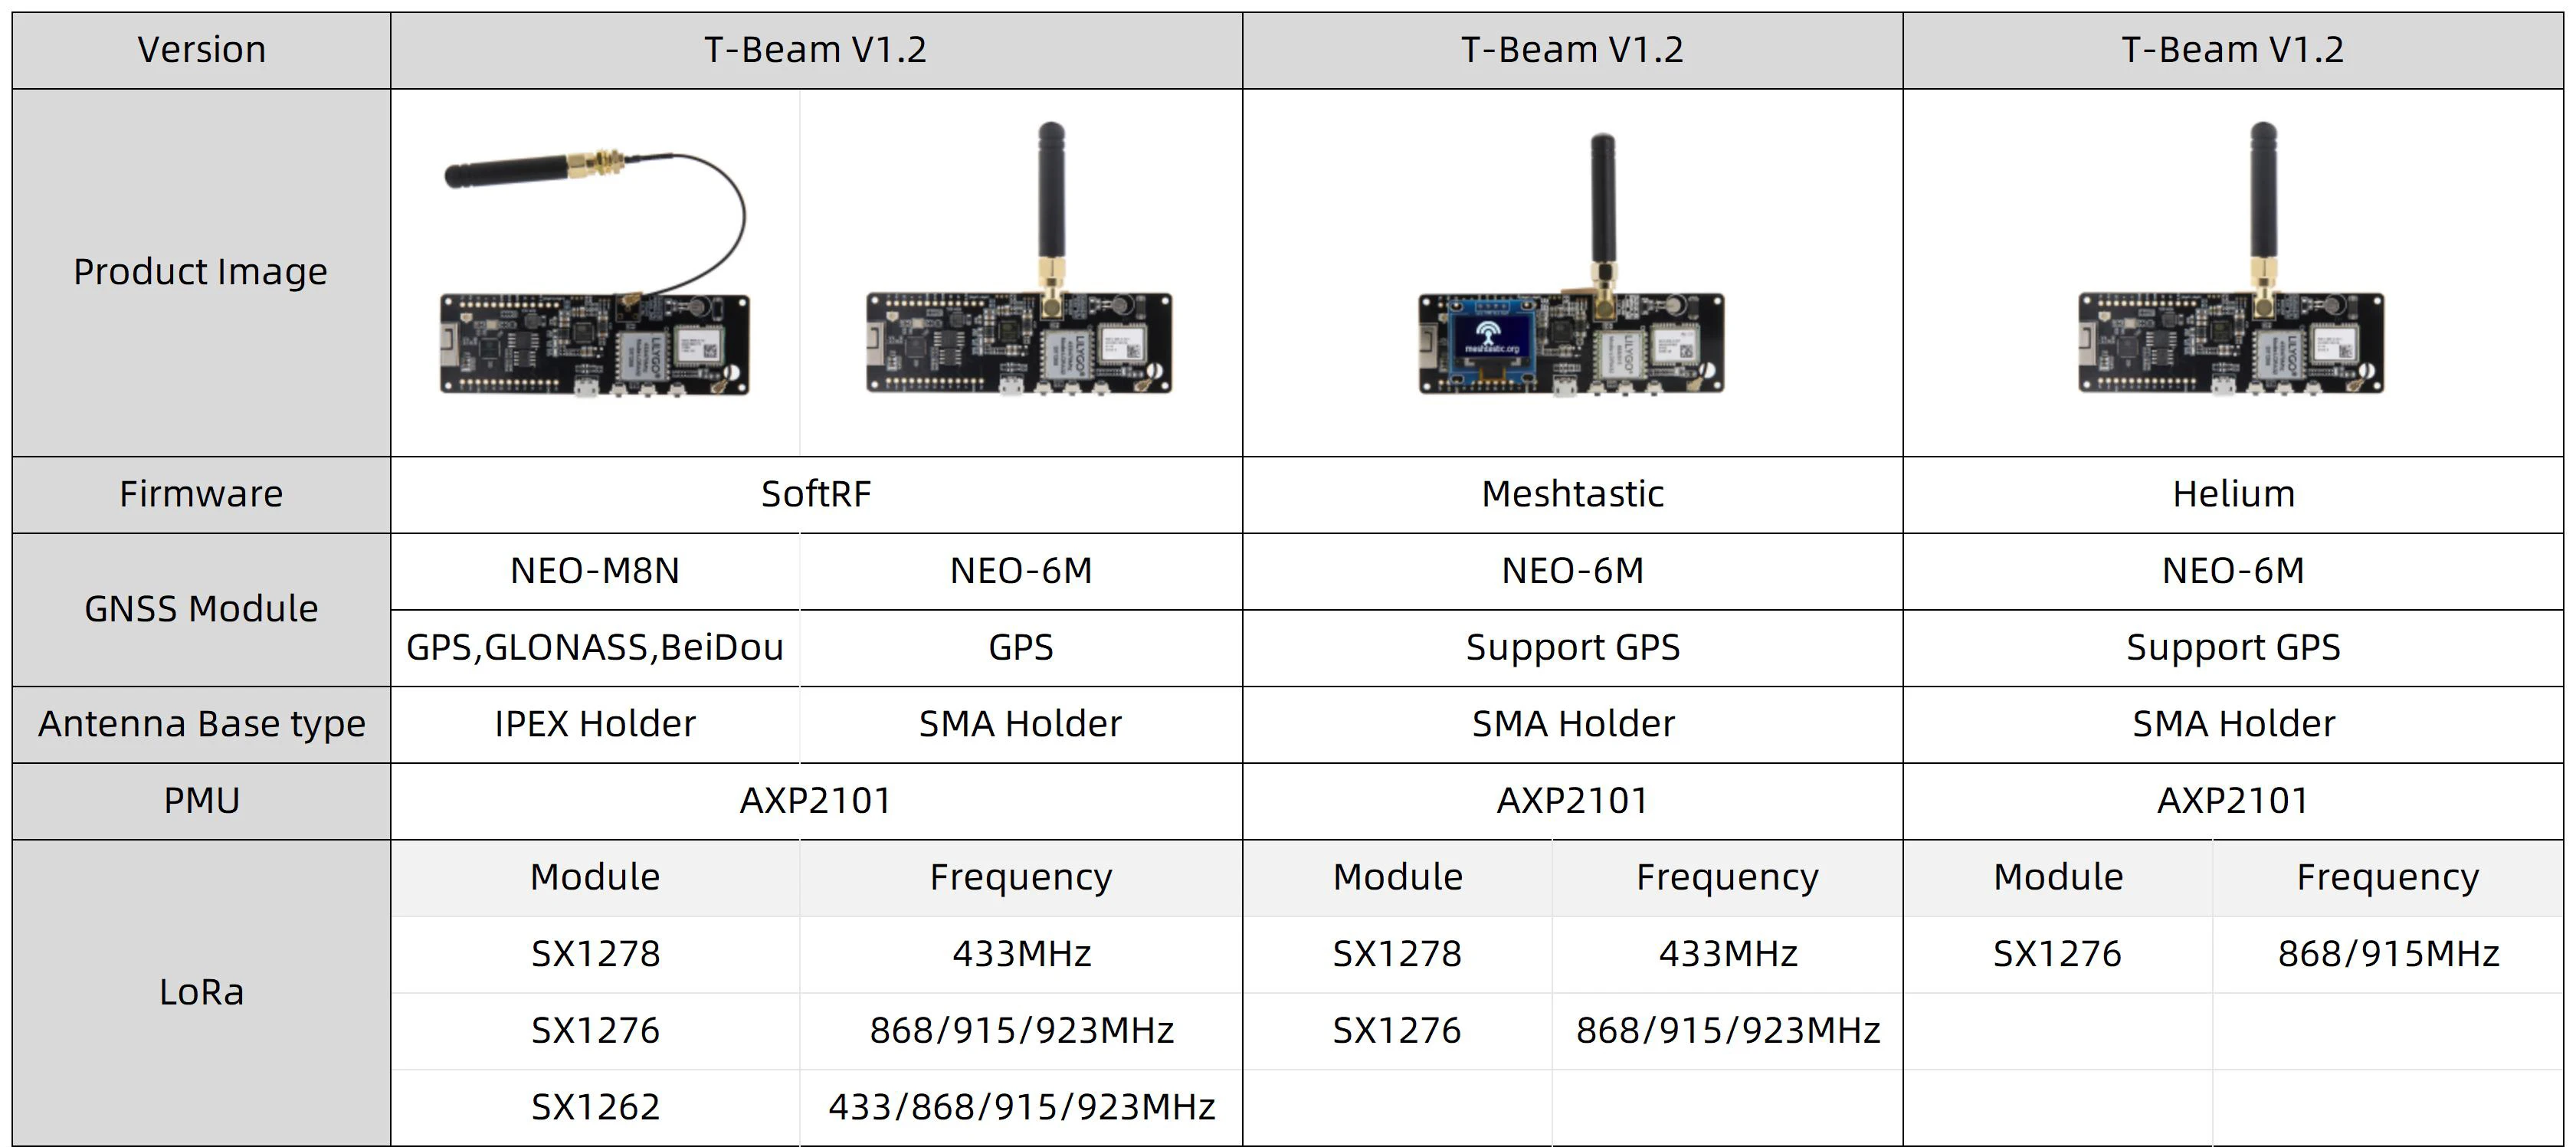 Version
T-Beam V1.2
T-Beam V1.2
T-Beam V1.2
Product Image
LILYGO
LILYGO
meshtastic.org
LILYGO
LILYGO
Firmware
SoftRF
Meshtastic
Helium
GNSS Module
NEO-M8N
NEO-6M
NEO-6M
NEO-6M
GPS,GLONASS,BeiDou
GPS
Support GPS
Support GPS
Antenna Base type
IPEX Holder
SMA Holder
SMA Holder
SMA Holder
PMU
AXP2101
AXP2101
AXP2101
LoRa
Module
Frequency
Module
Frequency
Module
Frequency
SX1278
433MHz
SX1278
433MHz
SX1276
868/915MHz
SX1276
868/915/923MHz
SX1276
868/915/923MHz
SX1262
433/868/915/923MHz